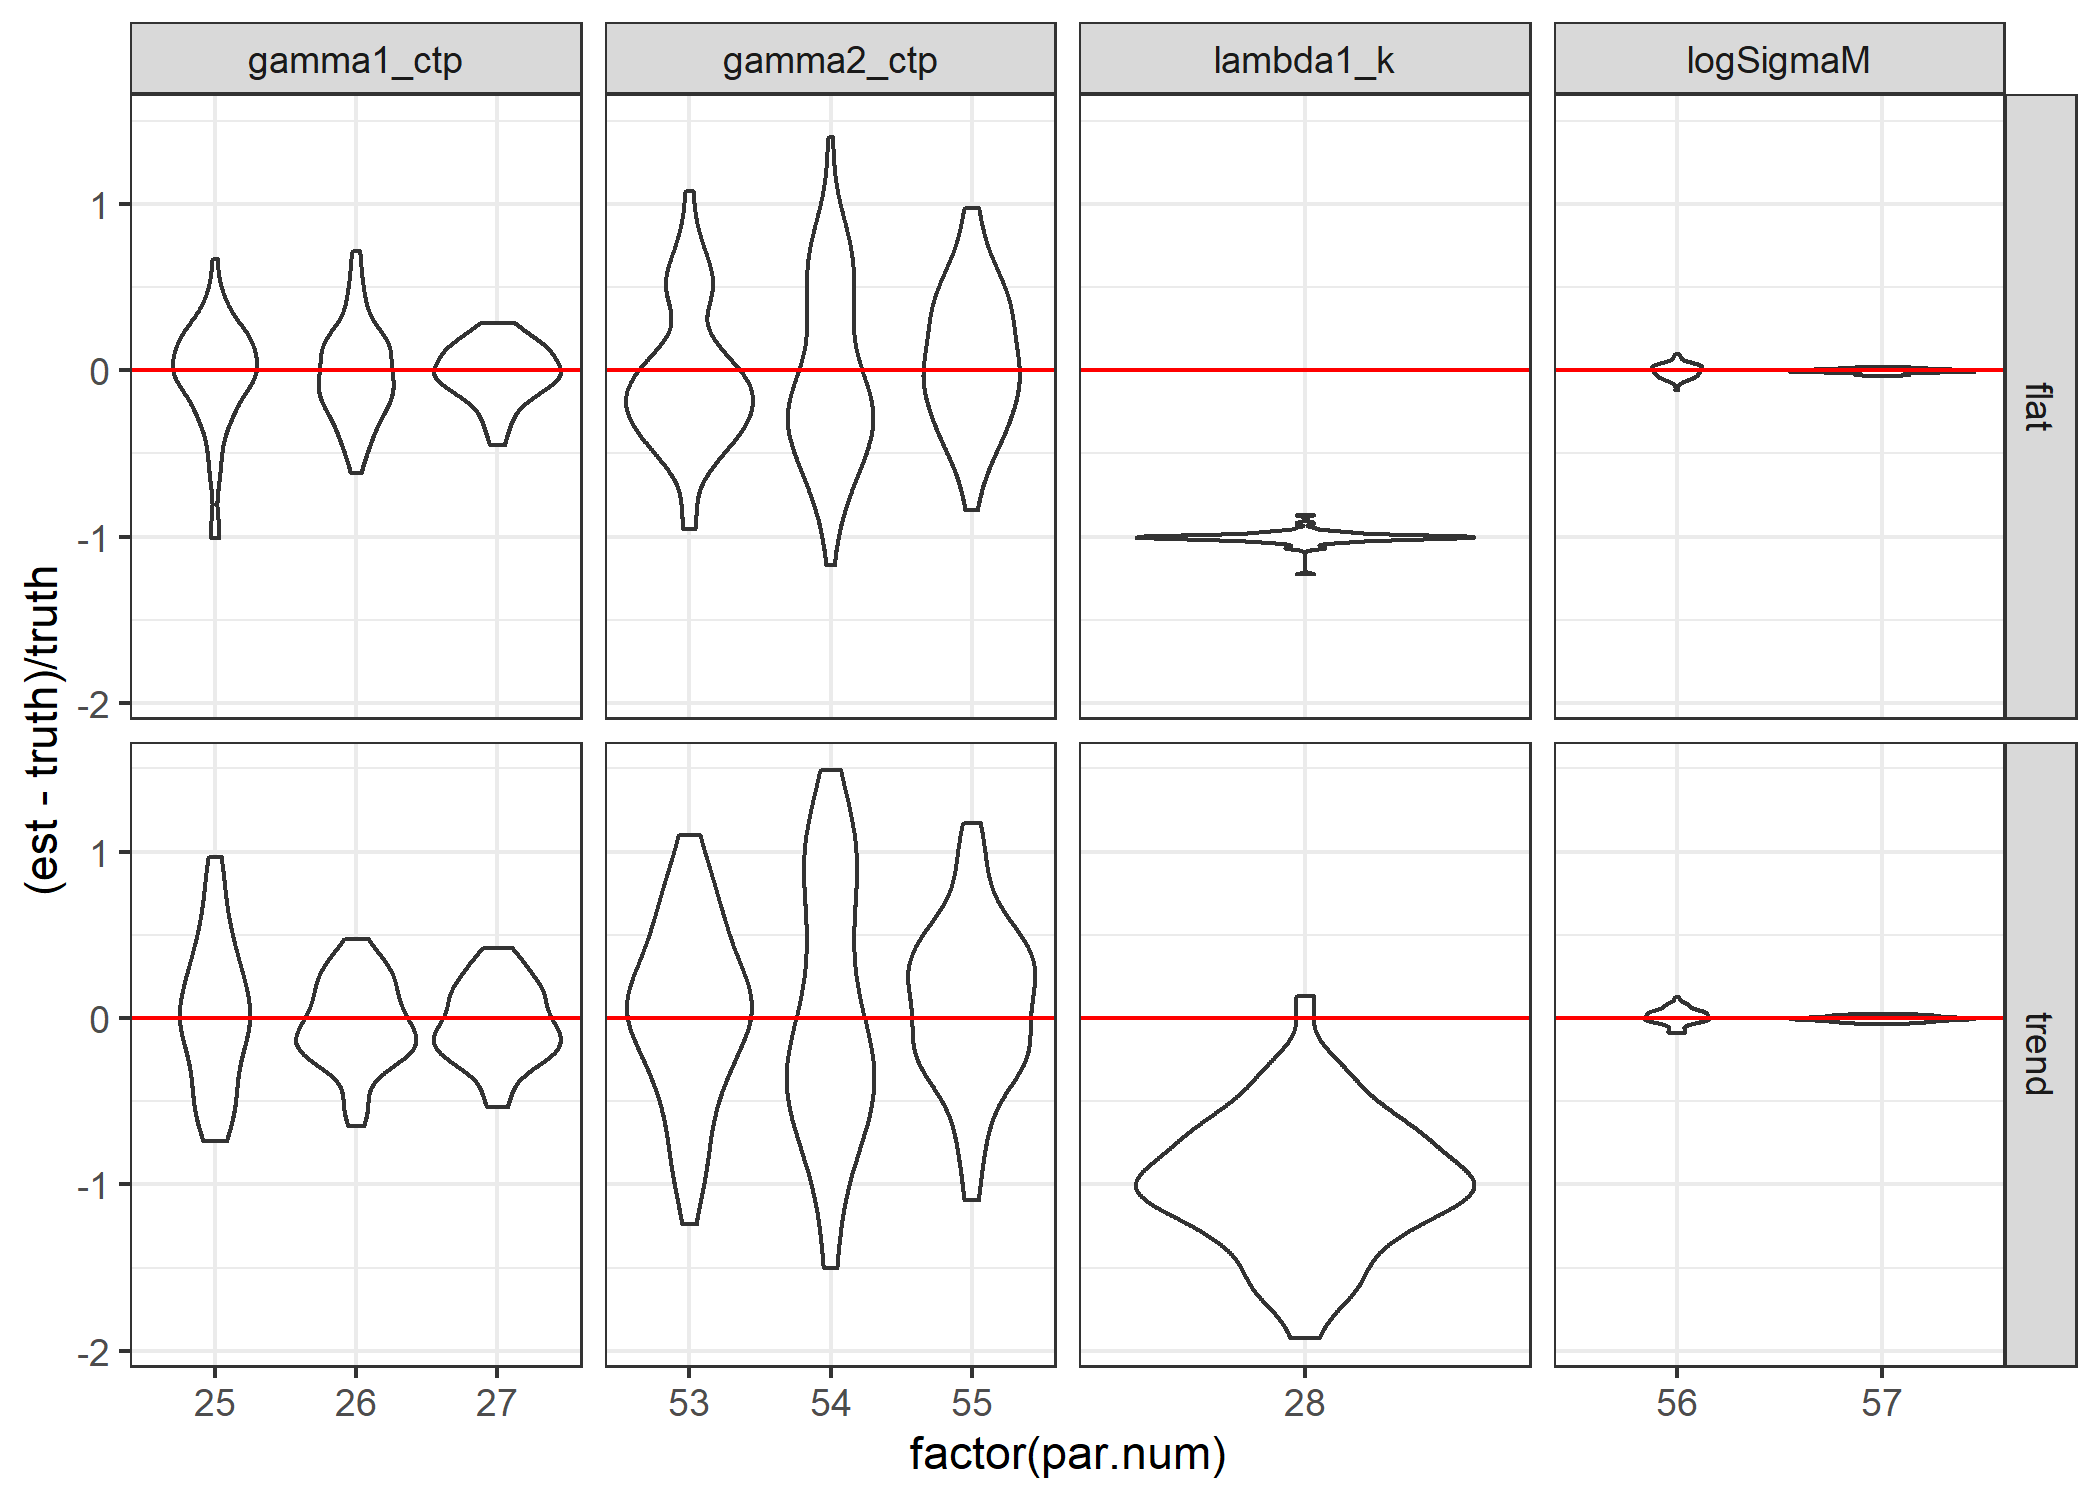 gamma1_ctp gamma2_ctp lambda1_k logSigmaM
1
0
-1
-2
flat
1
0
-1
-2
trend
(est - truth)/truth
25 26 27 53 54 55 28 56 57
factor(par.num)